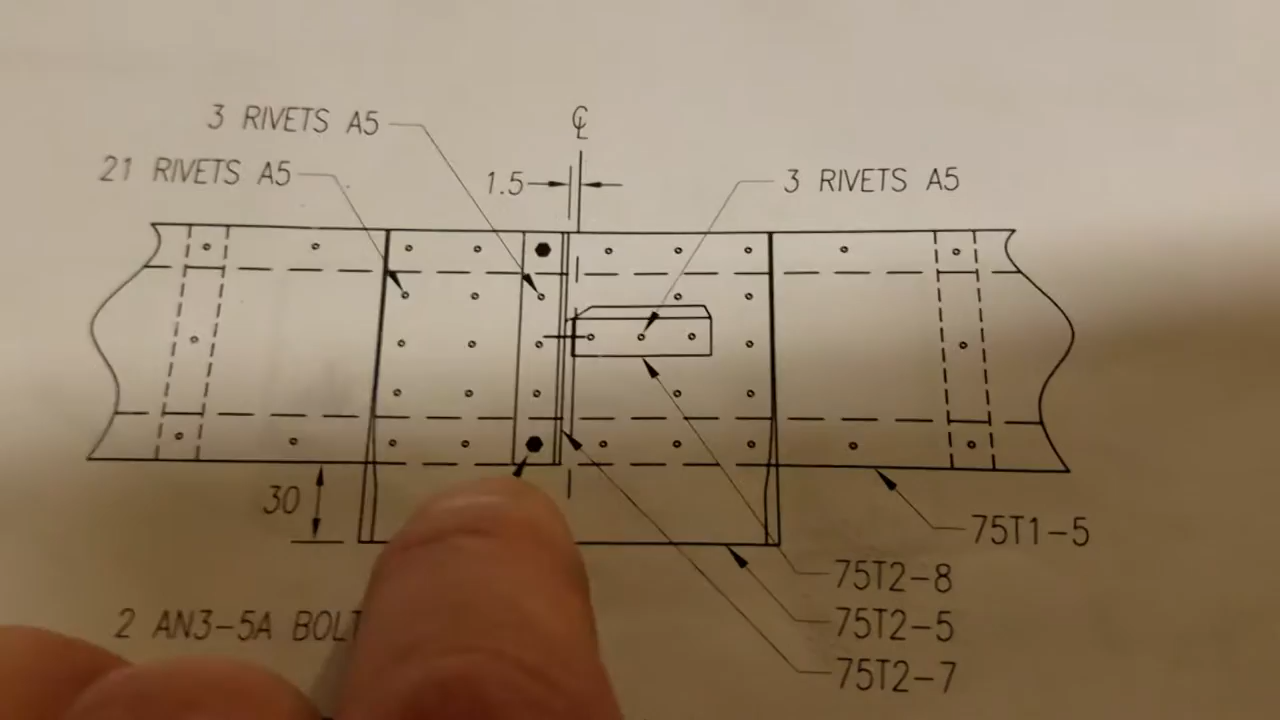 3 RIVETS A5
℄
21 RIVETS A5
1.5
3 RIVETS A5
30
75T1-5
75T2-8
2 AN3-5A BOLT
75T2-5
75T2-7